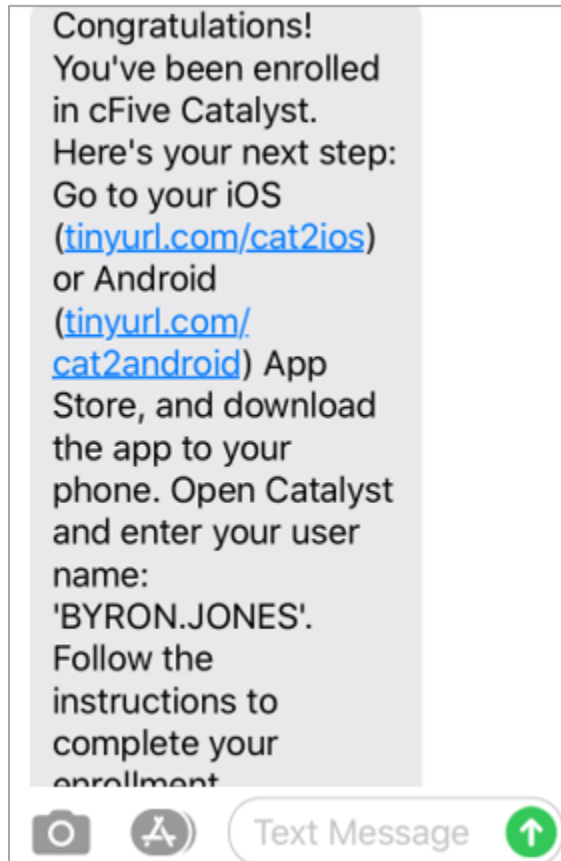 Congratulations!
You've been enrolled
in cFive Catalyst.
Here's your next step:
Go to your iOS
(tinyurl.com/cat2ios)
or Android
(tinyurl.com/
cat2android) App
Store, and download
the app to your
phone. Open Catalyst
and enter your user
name:
'BYRON.JONES'.
Follow the
instructions to
complete your
enrollment
Text Message